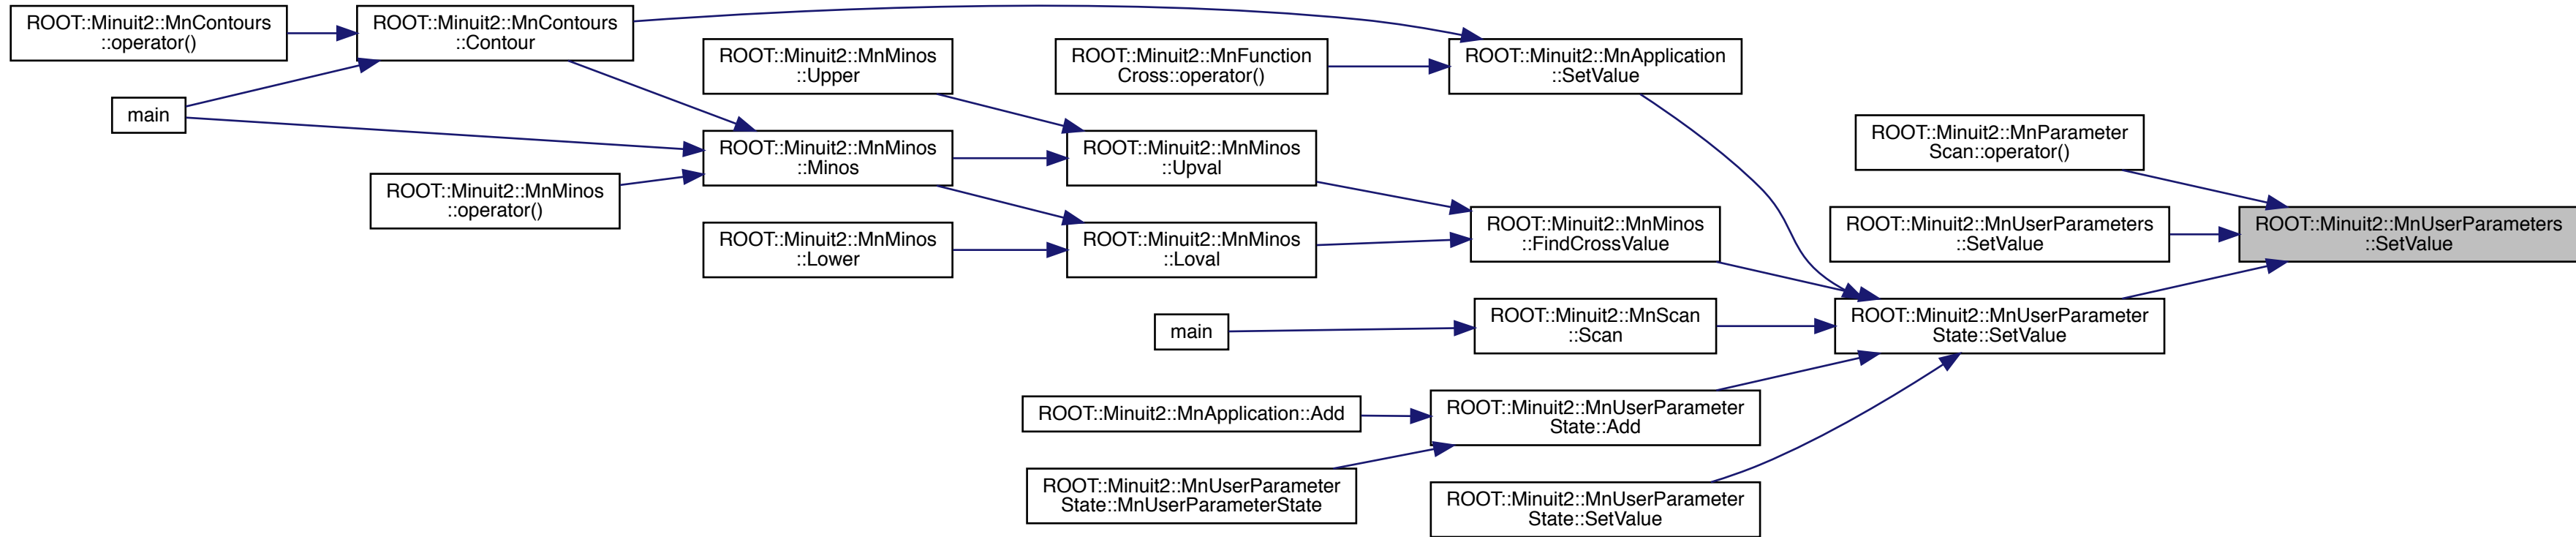 ROOT::Minuit2::MnContours
::operator()
ROOT::Minuit2::MnContours
::Contour
main
ROOT::Minuit2::MnMinos
::operator()
ROOT::Minuit2::MnMinos
::Upper
ROOT::Minuit2::MnMinos
::Minos
ROOT::Minuit2::MnMinos
::Lower
ROOT::Minuit2::MnFunction
Cross::operator()
ROOT::Minuit2::MnMinos
::Upval
ROOT::Minuit2::MnMinos
::Loval
main
ROOT::Minuit2::MnApplication::Add
ROOT::Minuit2::MnUserParameter
State::MnUserParameterState
ROOT::Minuit2::MnApplication
::SetValue
ROOT::Minuit2::MnMinos
::FindCrossValue
ROOT::Minuit2::MnScan
::Scan
ROOT::Minuit2::MnUserParameter
State::Add
ROOT::Minuit2::MnUserParameter
State::SetValue
ROOT::Minuit2::MnParameter
Scan::operator()
ROOT::Minuit2::MnUserParameters
::SetValue
ROOT::Minuit2::MnUserParameter
State::SetValue
ROOT::Minuit2::MnUserParameters
::SetValue